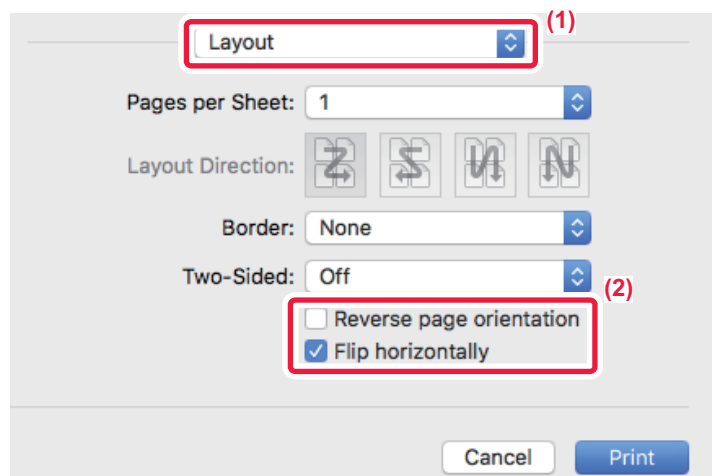 (1)
Layout
Pages per Sheet: 1
Layout Direction:
Border: None
Two-Sided: Off
(2)
Reverse page orientation
Flip horizontally
Cancel Print